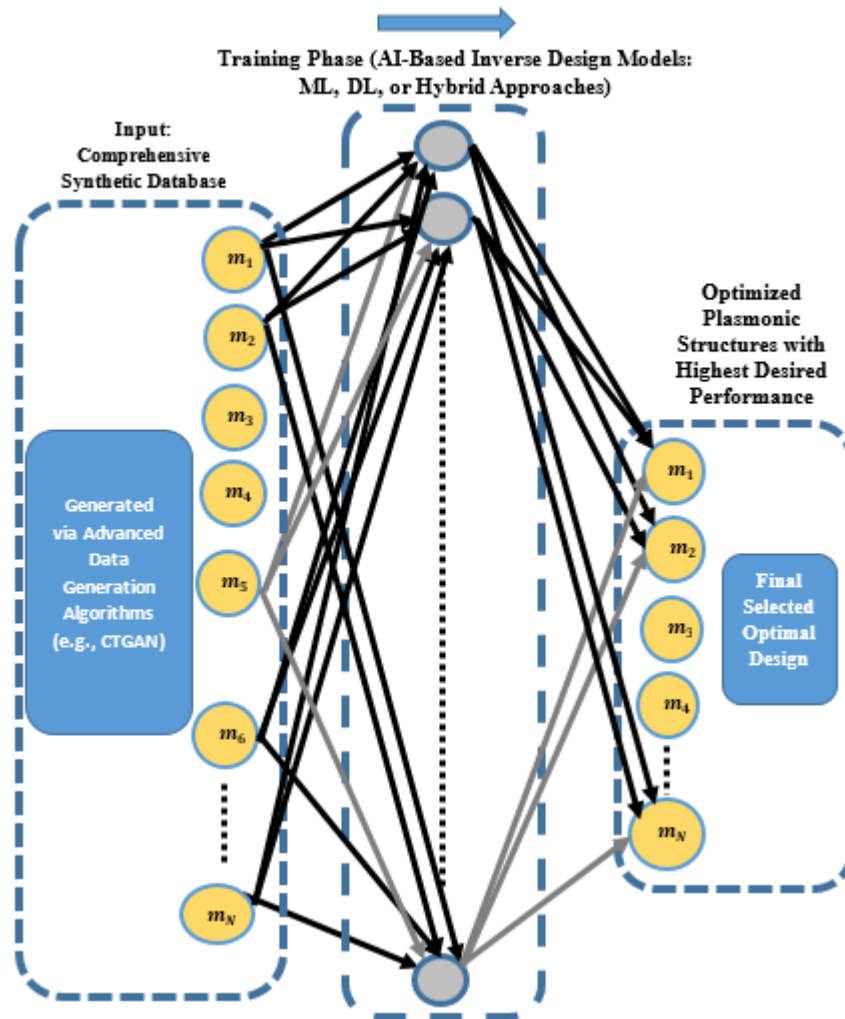 Training Phase (AI-Based Inverse Design Models:
ML, DL, or Hybrid Approaches)
Input:
Comprehensive
Synthetic Database
m₁
m₂
m₃
m₄
m₅
m₆
m_N
Generated
via Advanced
Data
Generation
Algorithms
(e.g., CTGAN)
Optimized
Plasmonic
Structures with
Highest Desired
Performance
m₁
m₂
m₃
m₄
m_N
Final
Selected
Optimal
Design